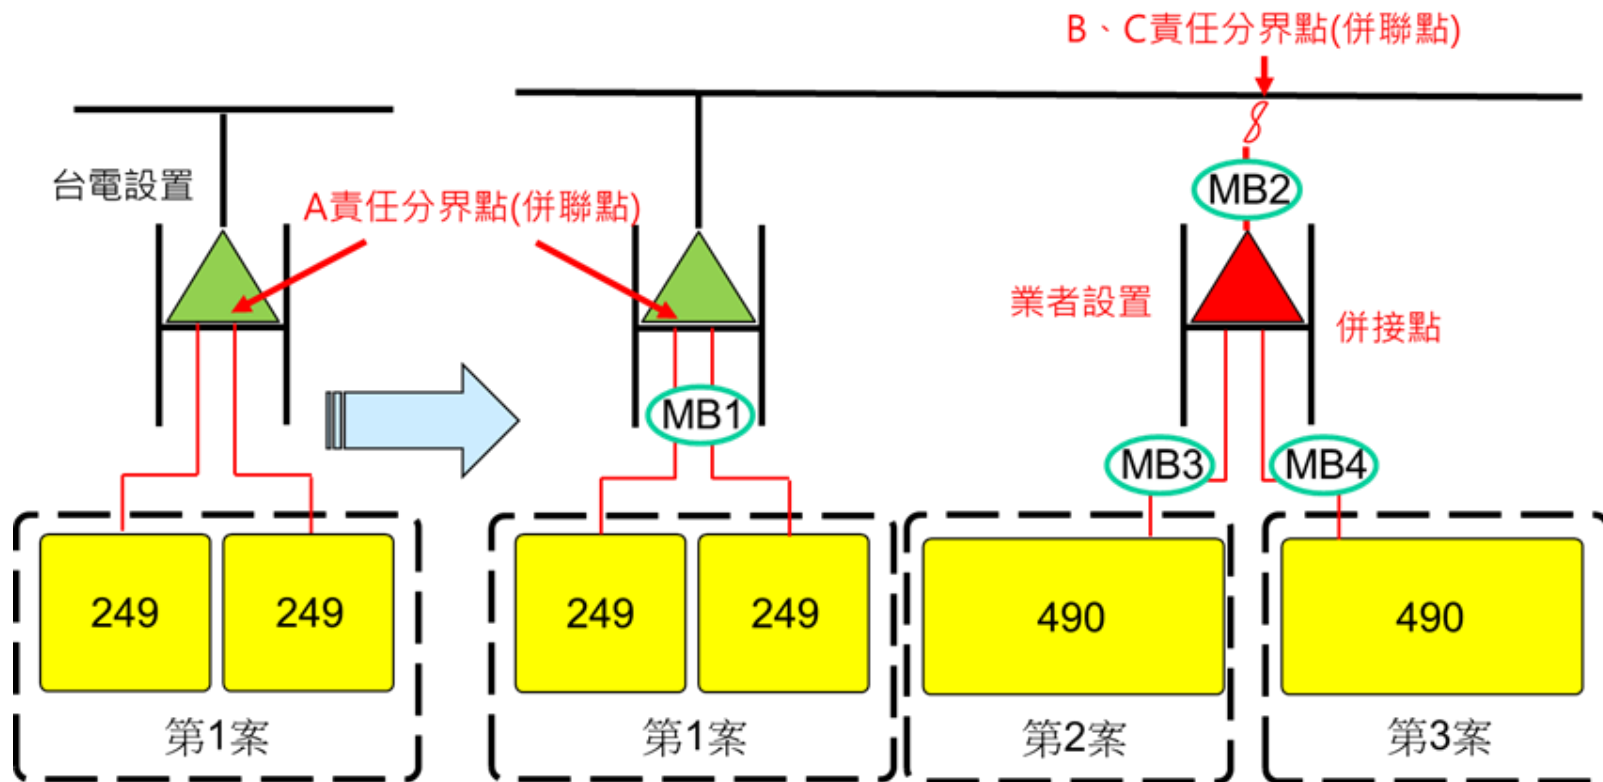 B、C責任分界點(併聯點)
台電設置
A責任分界點(併聯點)
MB2
業者設置
併接點
MB1
MB3
MB4
249
249
249
249
490
490
第1案
第1案
第2案
第3案